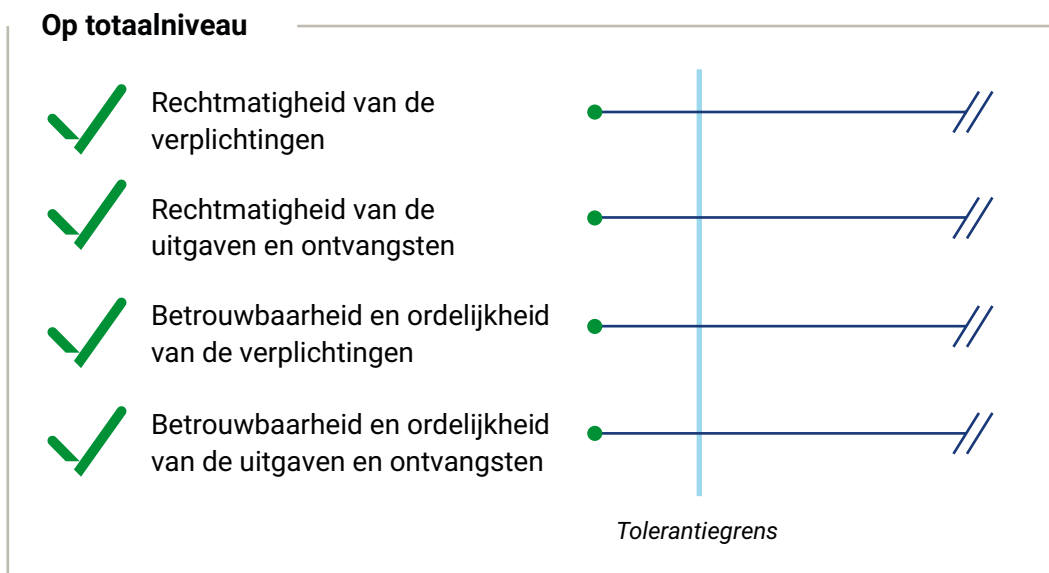 Op totaalniveau
Rechtmatigheid van de
verplichtingen
Rechtmatigheid van de
uitgaven en ontvangsten
Betrouwbaarheid en ordelijkheid
van de verplichtingen
Betrouwbaarheid en ordelijkheid
van de uitgaven en ontvangsten
Tolerantiegrens